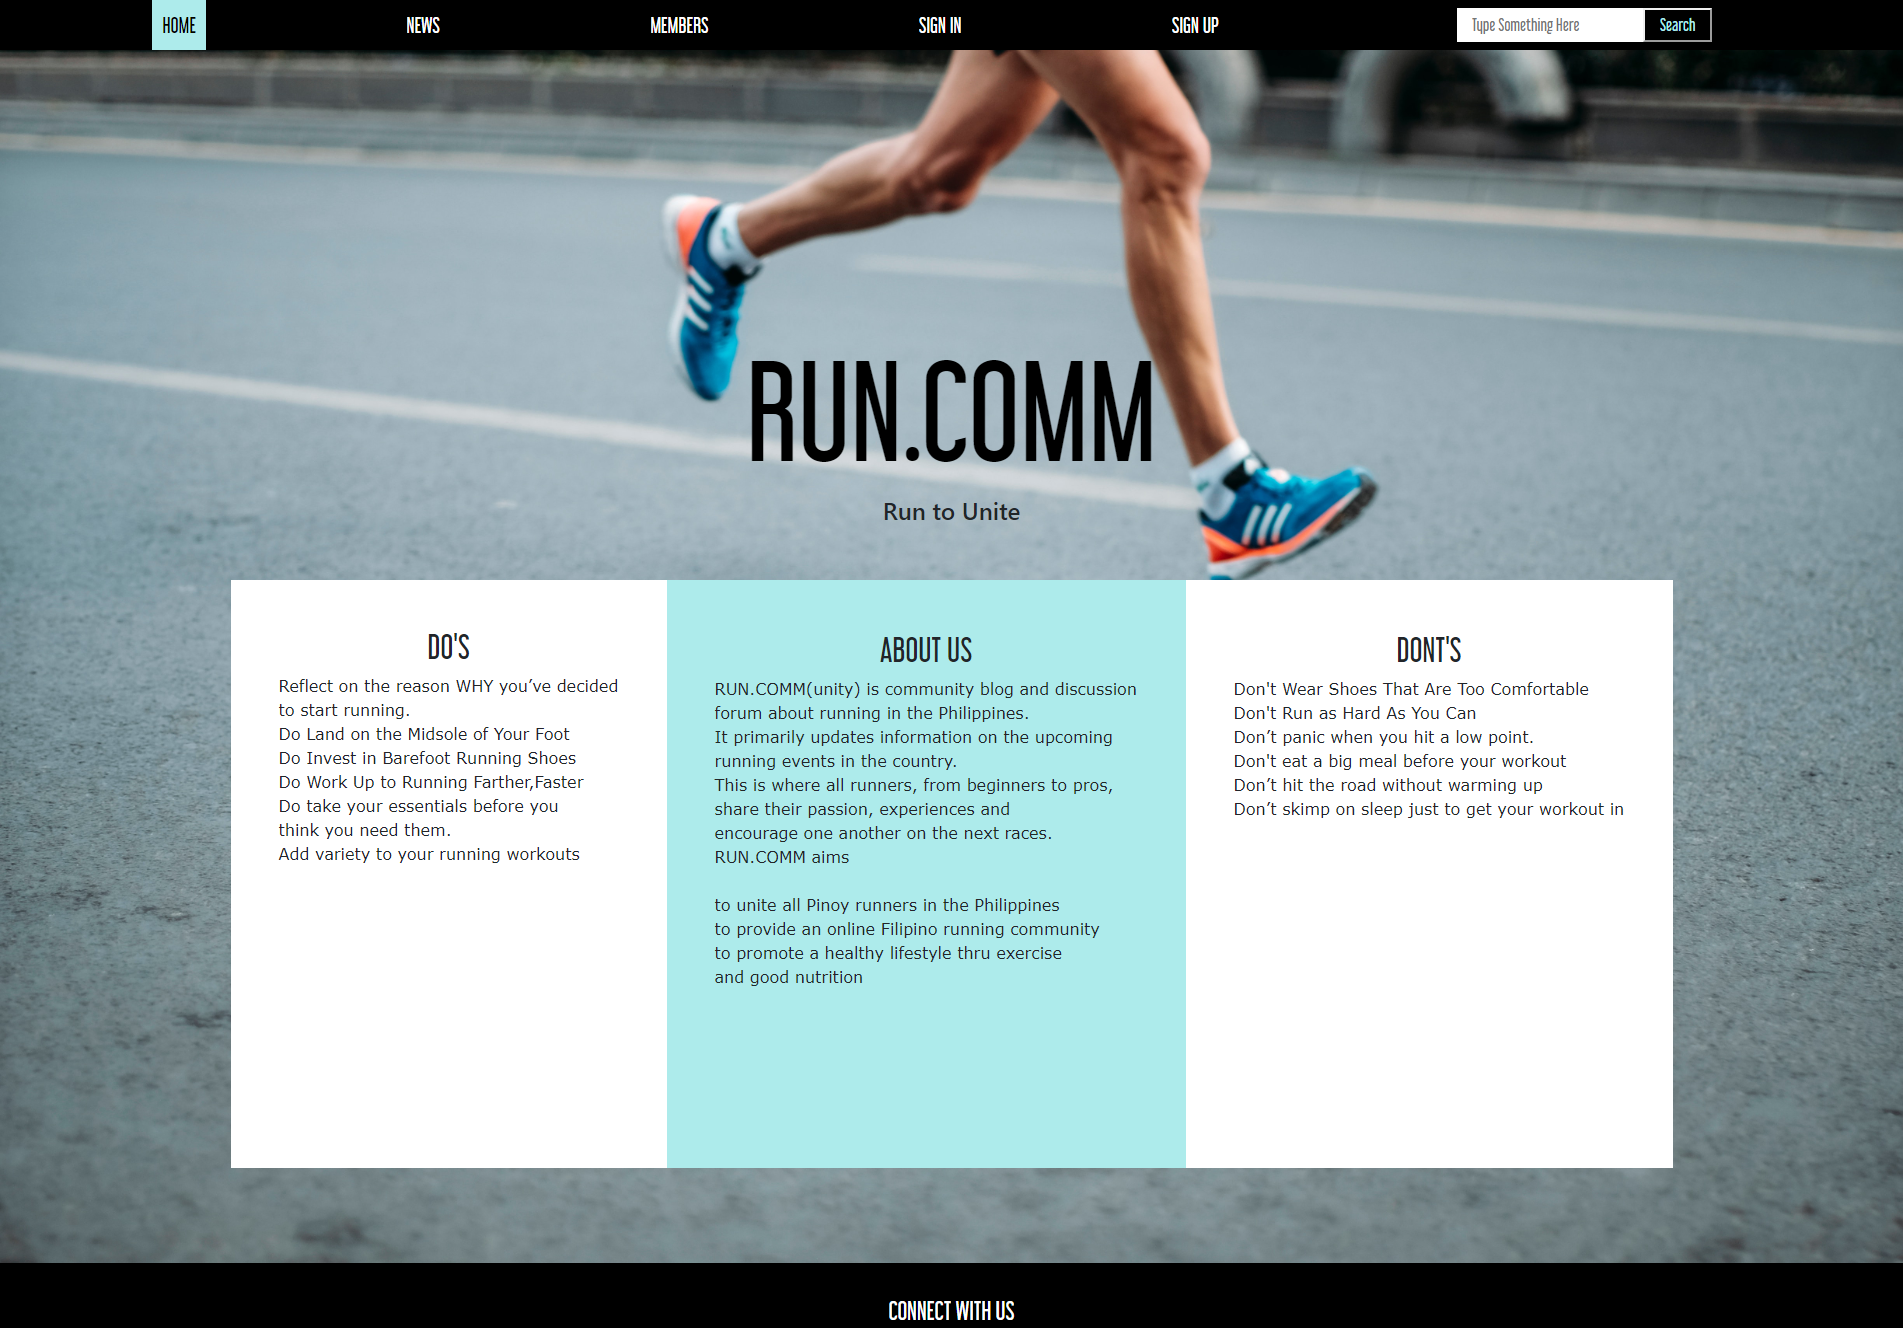 HOME
NEWS
MEMBERS
SIGN IN
SIGN UP
Type Something Here
Search
RUN.COMM
Run to Unite
DO'S
Reflect on the reason WHY you’ve decided
to start running.
Do Land on the Midsole of Your Foot
Do Invest in Barefoot Running Shoes
Do Work Up to Running Farther,Faster
Do take your essentials before you
think you need them.
Add variety to your running workouts
ABOUT US
RUN.COMM(unity) is community blog and discussion
forum about running in the Philippines.
It primarily updates information on the upcoming
running events in the country.
This is where all runners, from beginners to pros,
share their passion, experiences and
encourage one another on the next races.
RUN.COMM aims
to unite all Pinoy runners in the Philippines
to provide an online Filipino running community
to promote a healthy lifestyle thru exercise
and good nutrition
DONT'S
Don't Wear Shoes That Are Too Comfortable
Don't Run as Hard As You Can
Don’t panic when you hit a low point.
Don't eat a big meal before your workout
Don’t hit the road without warming up
Don’t skimp on sleep just to get your workout in
CONNECT WITH US